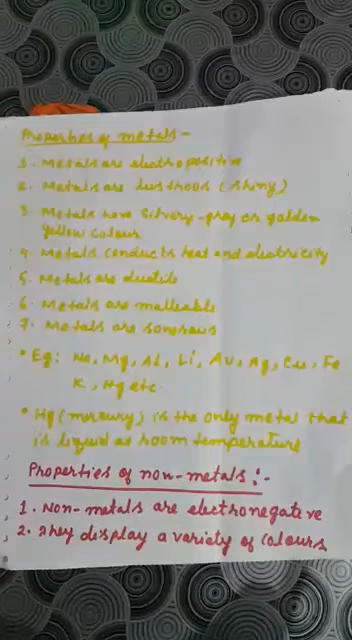 Properties of metals -
1. Metals are electropositive
2. Metals are lusthoos (shiny)
3. Metals have silvery-grey or golden
yellow colour
4. Metals conducts heat and electricity
5. Metals are ductile
6. Metals are malleable
7. Metals are sonorous
• Eg: Na, Mg, Al, Li, Au, Ag, Cu, Fe
K, Hg etc.
• Hg (mercury) is the only metal that
is liquid at room temperature
Properties of non-metals :-
1. Non-metals are electronegative
2. They display a variety of colours